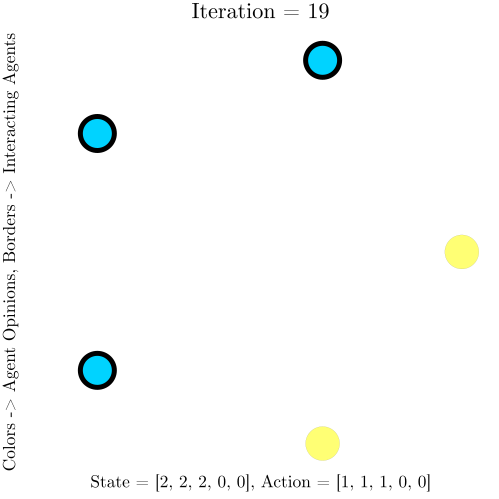 Iteration = 19
Colors -> Agent Opinions, Borders -> Interacting Agents
State = [2, 2, 2, 0, 0], Action = [1, 1, 1, 0, 0]